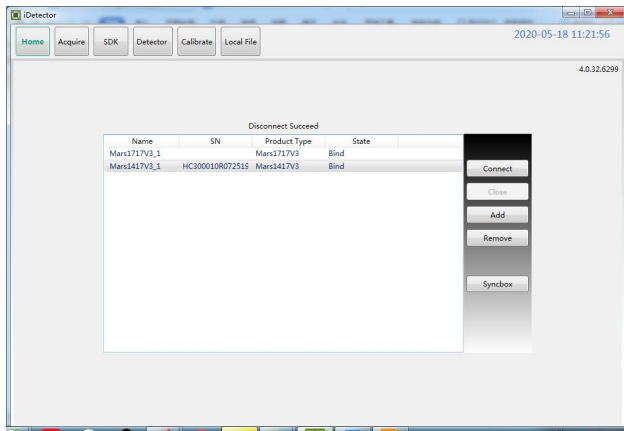 iDetector
Home Acquire SDK Detector Calibrate Local File
2020-05-18 11:21:56
4.0.32.6299
Disconnect Succeed
Name SN Product Type State
Mars1717V3_1 Mars1717V3 Bind
Mars1417V3_1 HC300010R072519 Mars1417V3 Bind
Connect
Close
Add
Remove
Syncbox